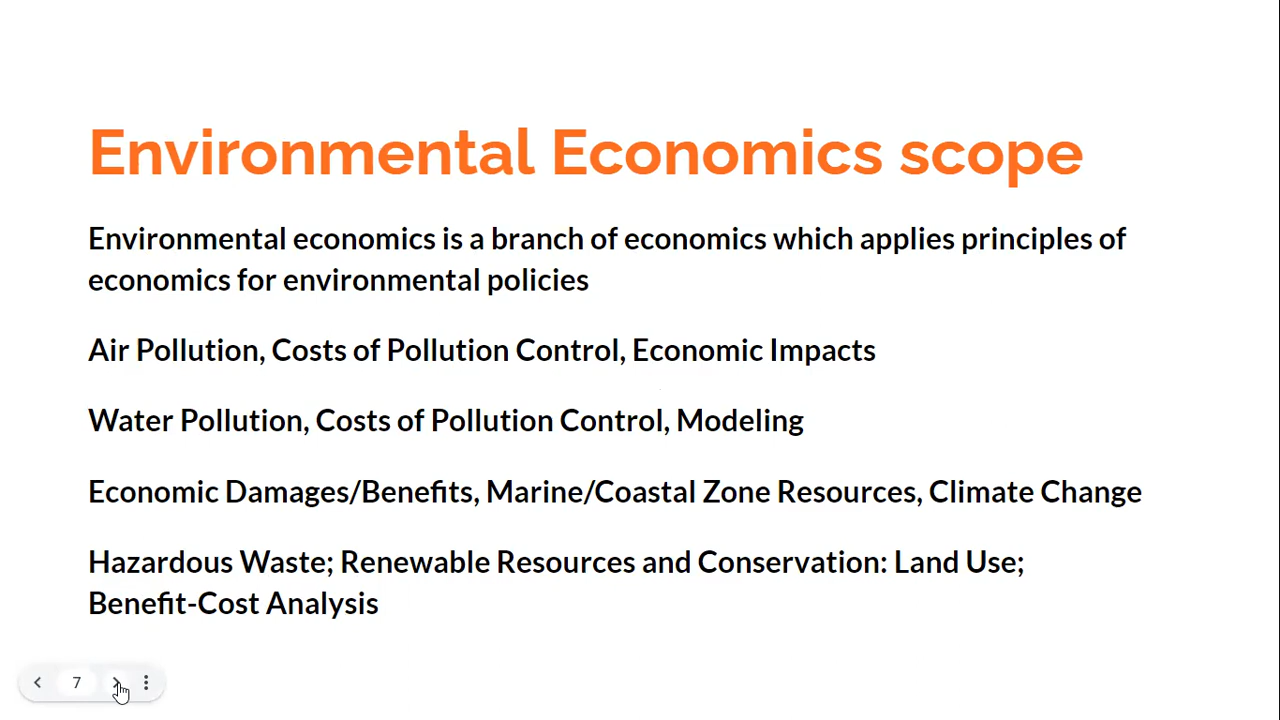 Environmental Economics scope
Environmental economics is a branch of economics which applies principles of
economics for environmental policies
Air Pollution, Costs of Pollution Control, Economic Impacts
Water Pollution, Costs of Pollution Control, Modeling
Economic Damages/Benefits, Marine/Coastal Zone Resources, Climate Change
Hazardous Waste; Renewable Resources and Conservation: Land Use;
Benefit-Cost Analysis
7